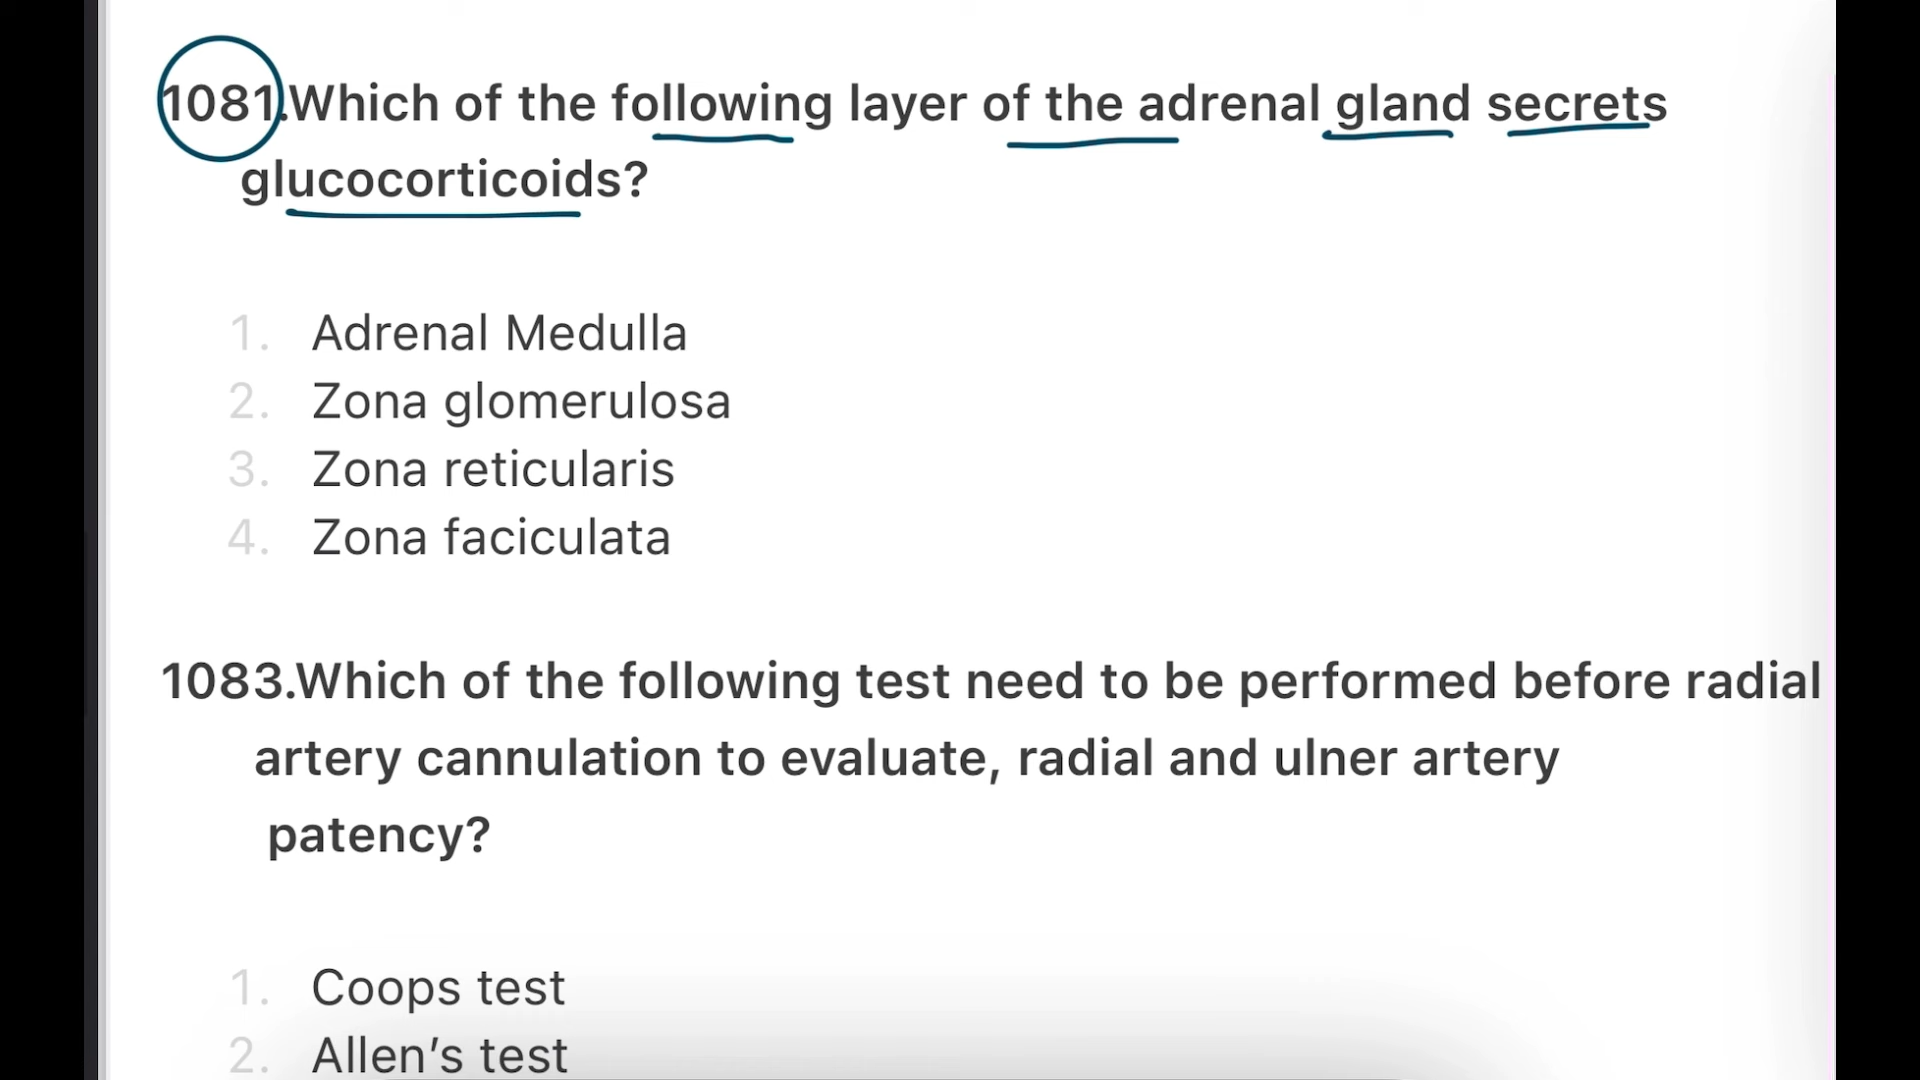 1081.Which of the following layer of the adrenal gland secrets
glucocorticoids?
1. Adrenal Medulla
2. Zona glomerulosa
3. Zona reticularis
4. Zona faciculata
1083.Which of the following test need to be performed before radial
artery cannulation to evaluate, radial and ulner artery
patency?
1. Coops test
2. Allen’s test